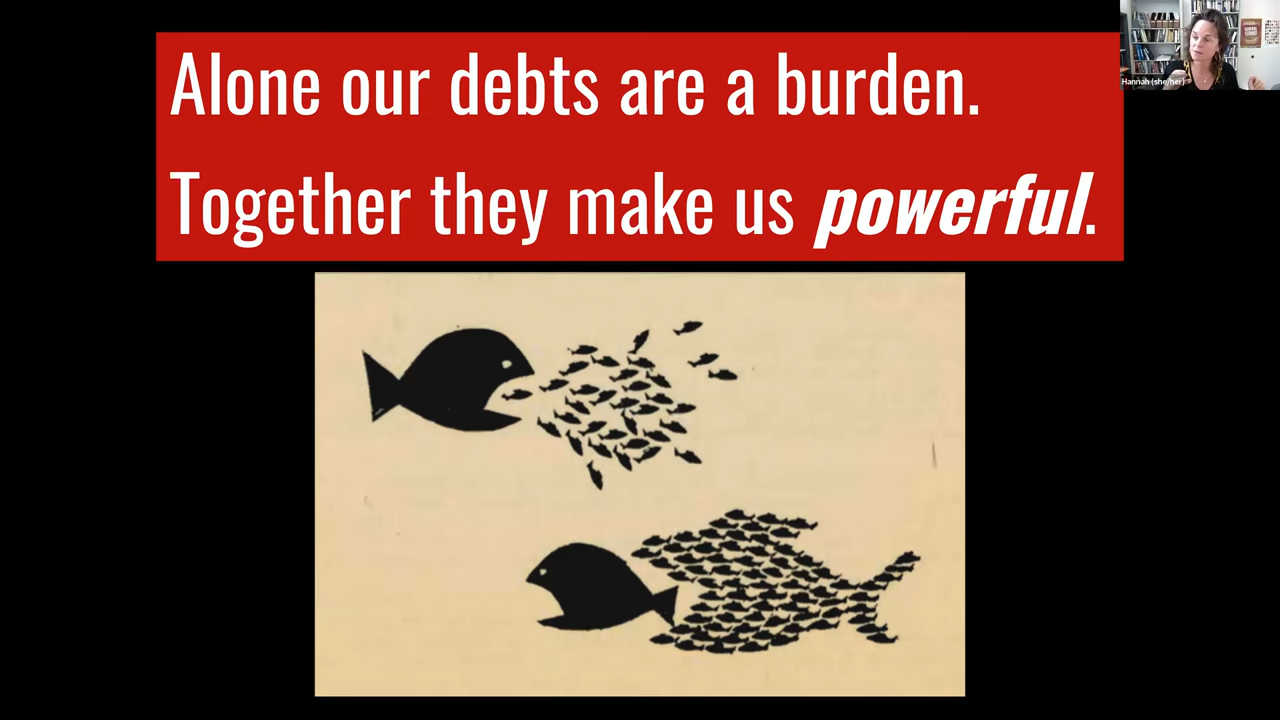 Alone our debts are a burden.
Together they make us powerful.
Hannah (she/her)